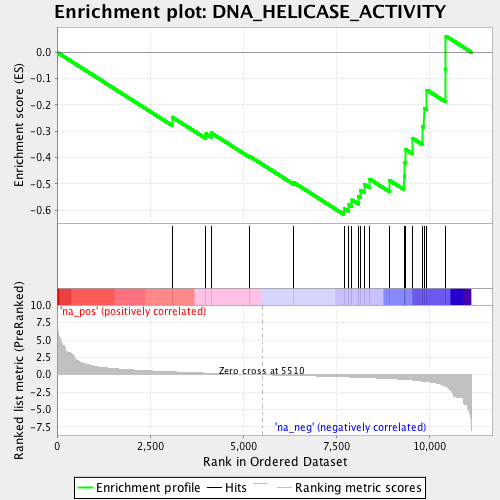 Enrichment plot: DNA_HELICASE_ACTIVITY
Enrichment score (ES)
0.0
-0.1
-0.2
-0.3
-0.4
-0.5
-0.6
Ranked list metric (PreRanked)
10.0
7.5
5.0
2.5
0.0
-2.5
-5.0
-7.5
'na_pos' (positively correlated)
Zero cross at 5510
'na_neg' (negatively correlated)
0
2,500
5,000
7,500
10,000
Rank in Ordered Dataset
Enrichment profile
Hits
Ranking metric scores